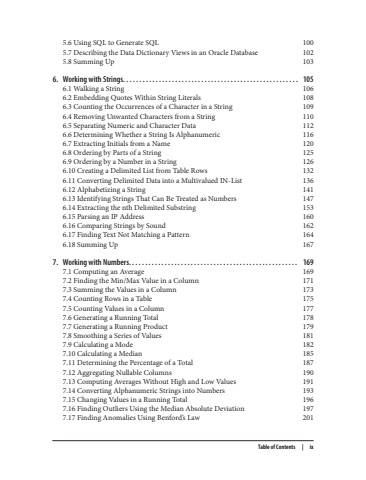 5.6 Using SQL to Generate SQL 100
5.7 Describing the Data Dictionary Views in an Oracle Database 102
5.8 Summing Up 103
6. Working with Strings. . . . . . . . . . . . . . . . . . . . . . . . . . . . . . . . . . . . . . . . . . . . . . . . . . . . . . . . . . . 105
6.1 Walking a String 106
6.2 Embedding Quotes Within String Literals 108
6.3 Counting the Occurrences of a Character in a String 109
6.4 Removing Unwanted Characters from a String 110
6.5 Separating Numeric and Character Data 112
6.6 Determining Whether a String Is Alphanumeric 116
6.7 Extracting Initials from a Name 120
6.8 Ordering by Parts of a String 125
6.9 Ordering by a Number in a String 126
6.10 Creating a Delimited List from Table Rows 132
6.11 Converting Delimited Data into a Multivalued IN-List 136
6.12 Alphabetizing a String 141
6.13 Identifying Strings That Can Be Treated as Numbers 147
6.14 Extracting the nth Delimited Substring 153
6.15 Parsing an IP Address 160
6.16 Comparing Strings by Sound 162
6.17 Finding Text Not Matching a Pattern 164
6.18 Summing Up 167
7. Working with Numbers. . . . . . . . . . . . . . . . . . . . . . . . . . . . . . . . . . . . . . . . . . . . . . . . . . . . . . . . . 169
7.1 Computing an Average 169
7.2 Finding the Min/Max Value in a Column 171
7.3 Summing the Values in a Column 173
7.4 Counting Rows in a Table 175
7.5 Counting Values in a Column 177
7.6 Generating a Running Total 178
7.7 Generating a Running Product 179
7.8 Smoothing a Series of Values 181
7.9 Calculating a Mode 182
7.10 Calculating a Median 185
7.11 Determining the Percentage of a Total 187
7.12 Aggregating Nullable Columns 190
7.13 Computing Averages Without High and Low Values 191
7.14 Converting Alphanumeric Strings into Numbers 193
7.15 Changing Values in a Running Total 196
7.16 Finding Outliers Using the Median Absolute Deviation 197
7.17 Finding Anomalies Using Benford's Law 201
Table of Contents | ix